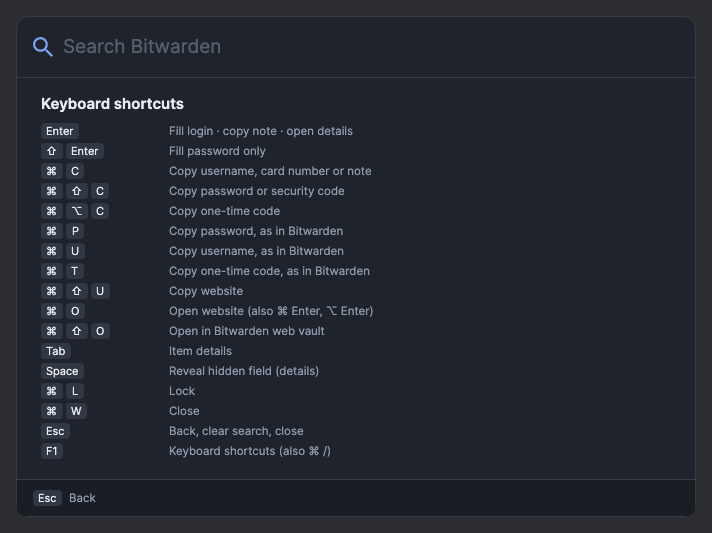 Search Bitwarden
Keyboard shortcuts
Enter Fill login · copy note · open details
⇧ Enter Fill password only
⌘ C Copy username, card number or note
⌘ ⇧ C Copy password or security code
⌘ ⌥ C Copy one-time code
⌘ P Copy password, as in Bitwarden
⌘ U Copy username, as in Bitwarden
⌘ T Copy one-time code, as in Bitwarden
⌘ ⇧ U Copy website
⌘ O Open website (also ⌘ Enter, ⌥ Enter)
⌘ ⇧ O Open in Bitwarden web vault
Tab Item details
Space Reveal hidden field (details)
⌘ L Lock
⌘ W Close
Esc Back, clear search, close
F1 Keyboard shortcuts (also ⌘ /)
Esc Back